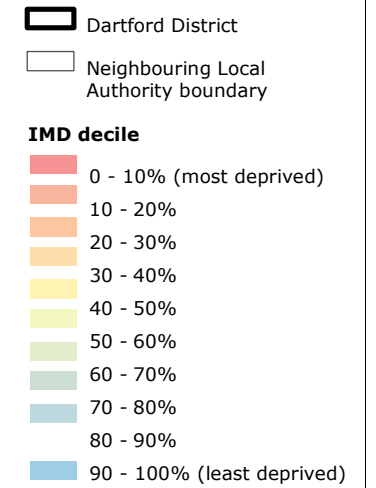 Dartford District
Neighbouring Local
Authority boundary
IMD decile
0 - 10% (most deprived)
10 - 20%
20 - 30%
30 - 40%
40 - 50%
50 - 60%
60 - 70%
70 - 80%
80 - 90%
90 - 100% (least deprived)